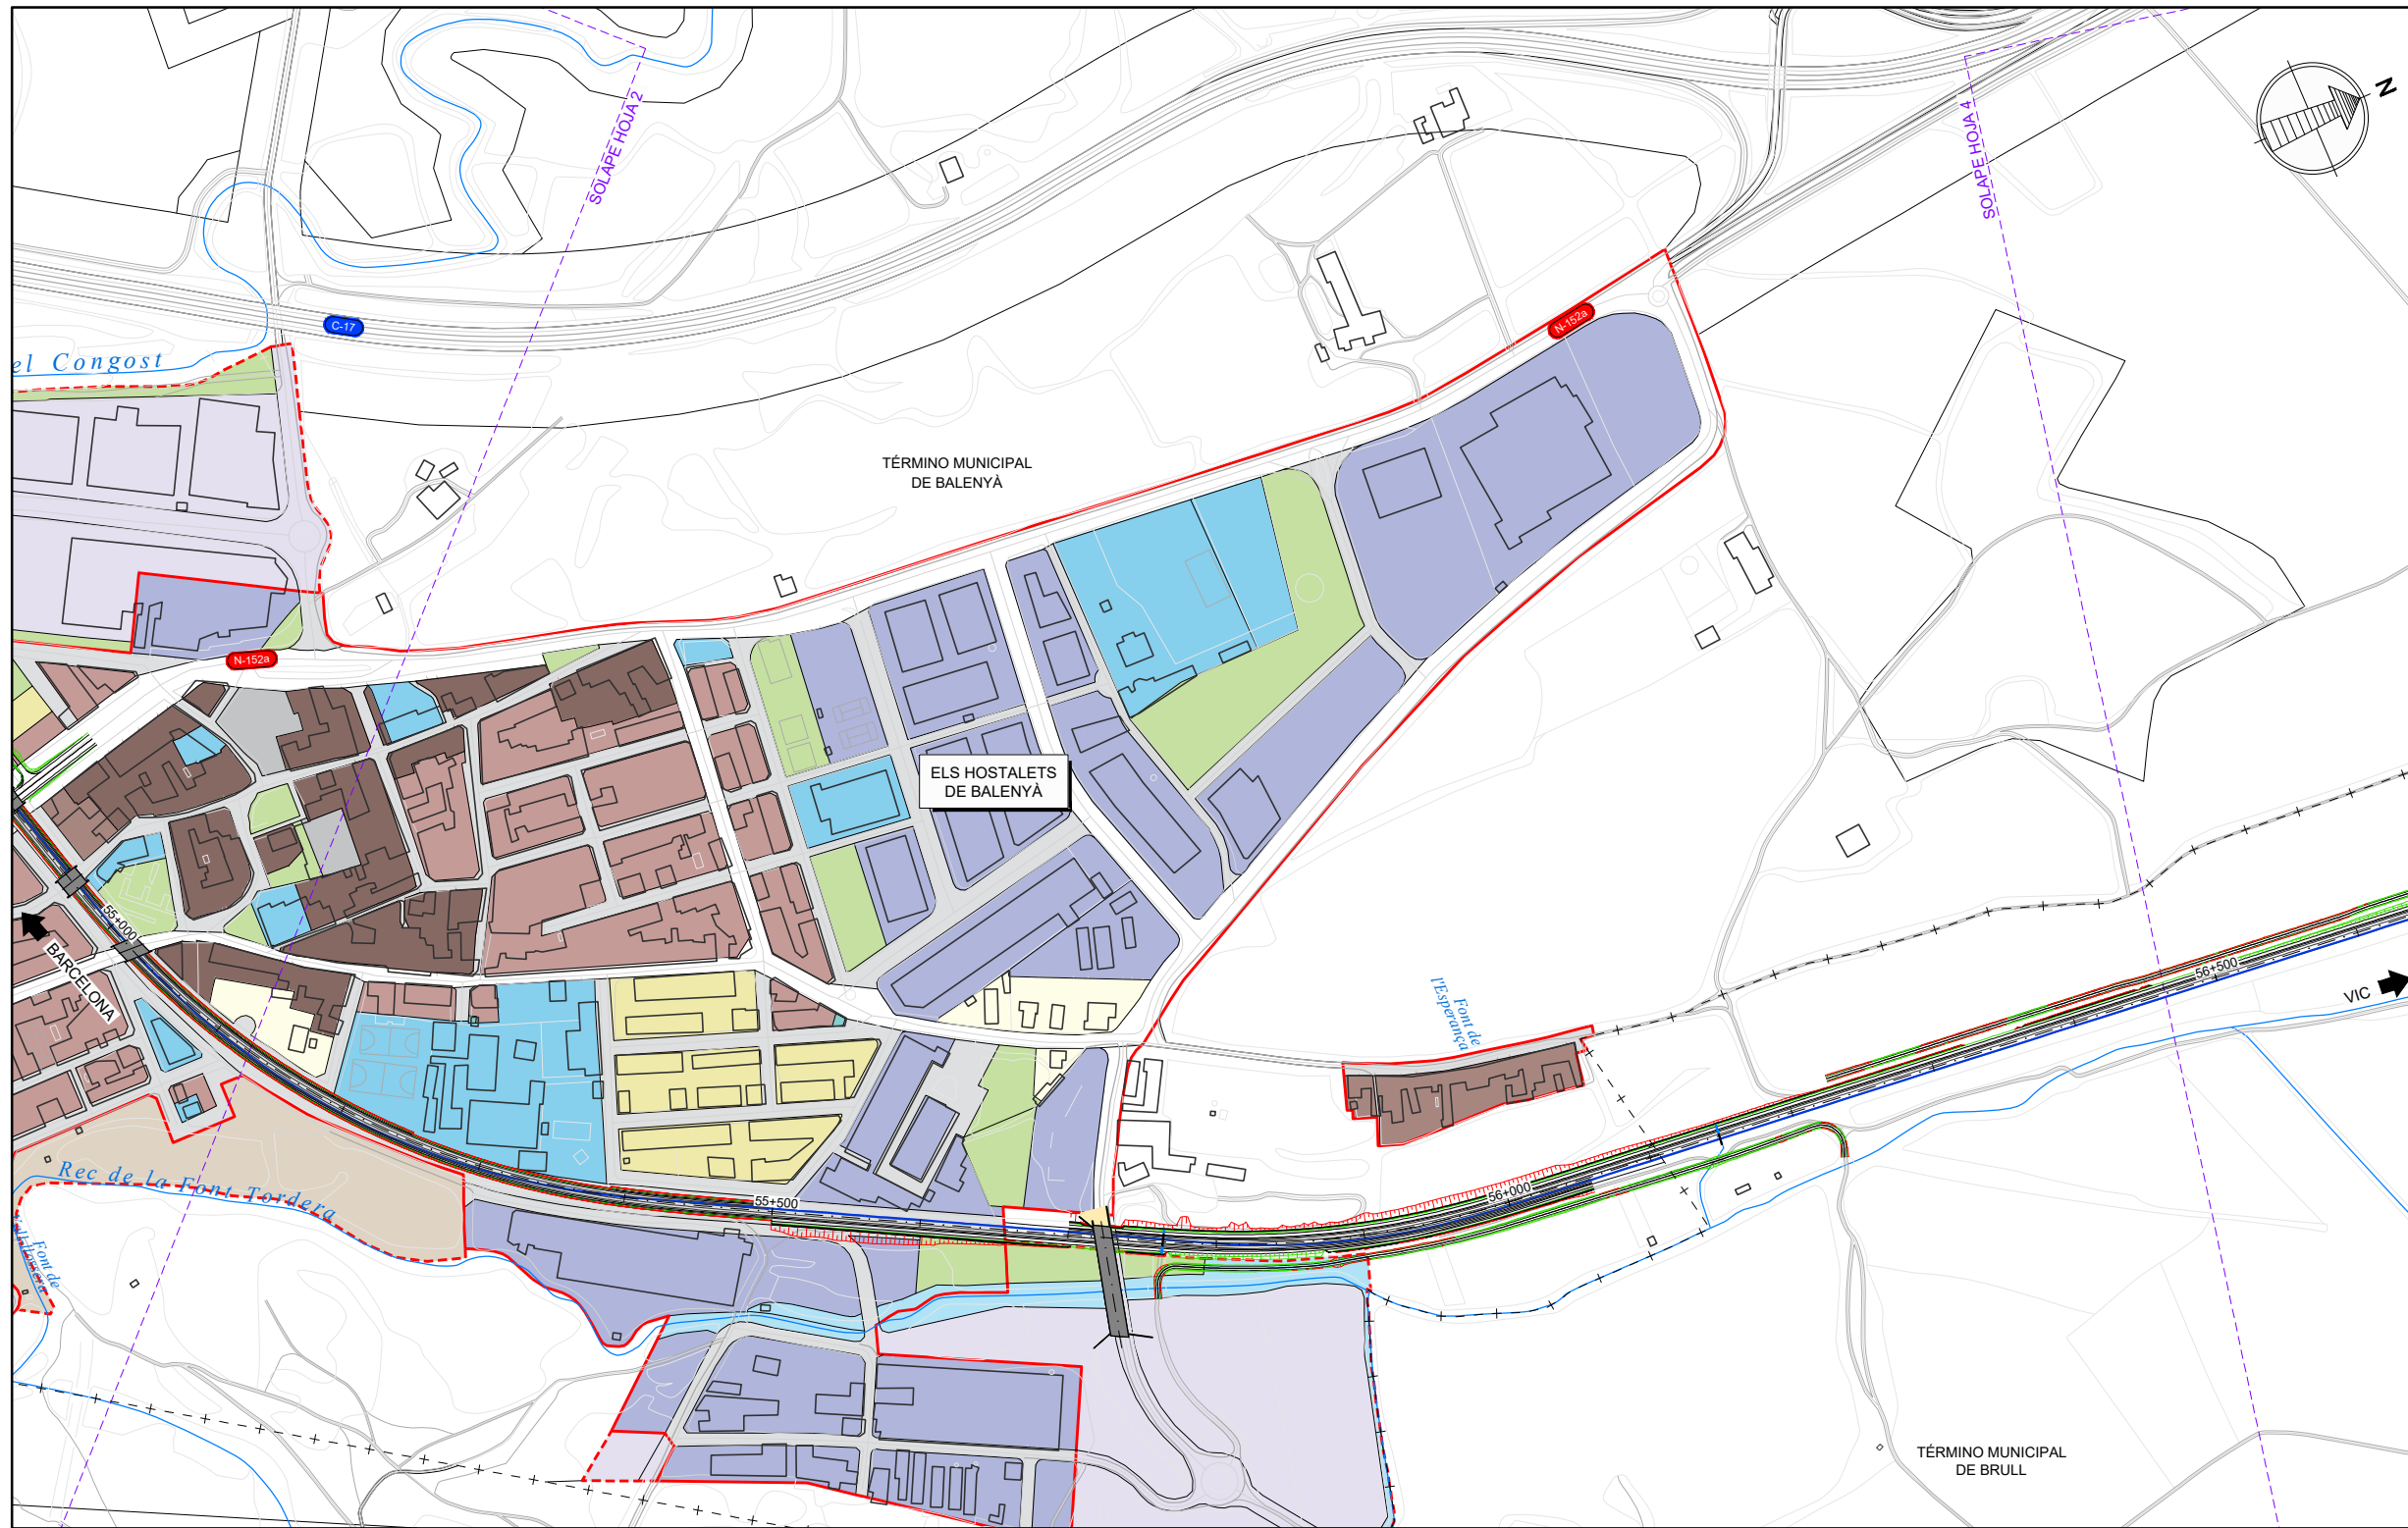 SOLAPE HOJA 2
SOLAPE HOJA 4
N
C-17
N-152a
el Congost
TÉRMINO MUNICIPAL
DE BALENYÀ
N-152a
ELS HOSTALETS
DE BALENYÀ
55+000
BARCELONA
Font de
l'Esperança
56+500
VIC
Rec de la Font Tordera
55+500
56+000
Font de
TÉRMINO MUNICIPAL
DE BRULL